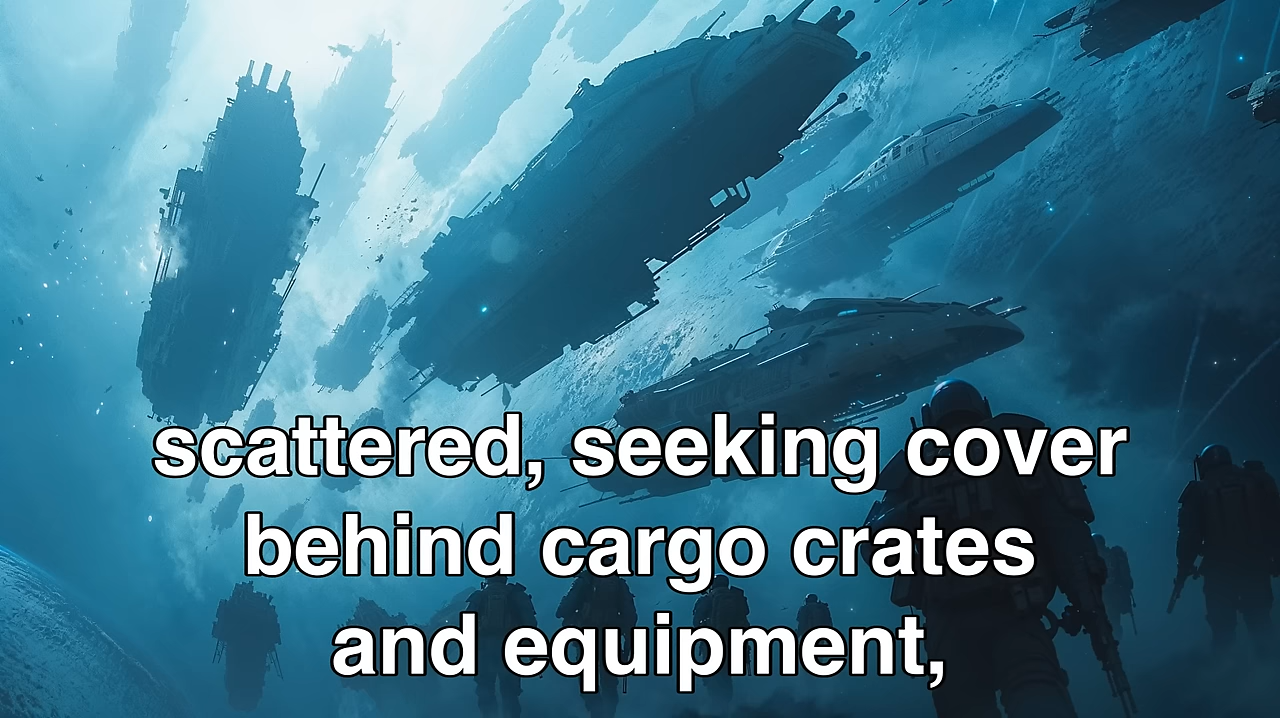 scattered, seeking cover
behind cargo crates
and equipment,